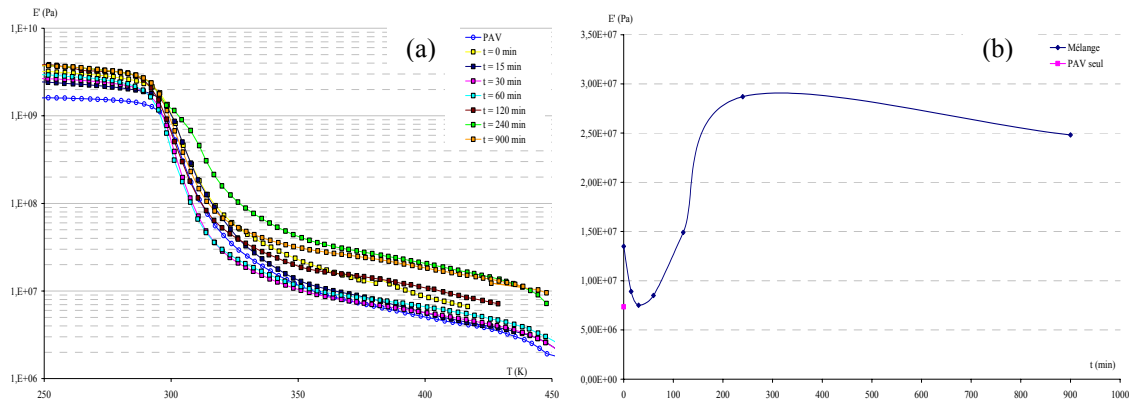 E' (Pa)
1,E+10
1,E+09
1,E+08
1,E+07
1,E+06
250
300
350
400
450
T (K)
(a)
PAV
t = 0 min
t = 15 min
t = 30 min
t = 60 min
t = 120 min
t = 240 min
t = 900 min
E' (Pa)
3,50E+07
3,00E+07
2,50E+07
2,00E+07
1,50E+07
1,00E+07
5,00E+06
0,00E+00
0
100
200
300
400
500
600
700
800
900
1000
t (min)
(b)
Mélange
PAV seul